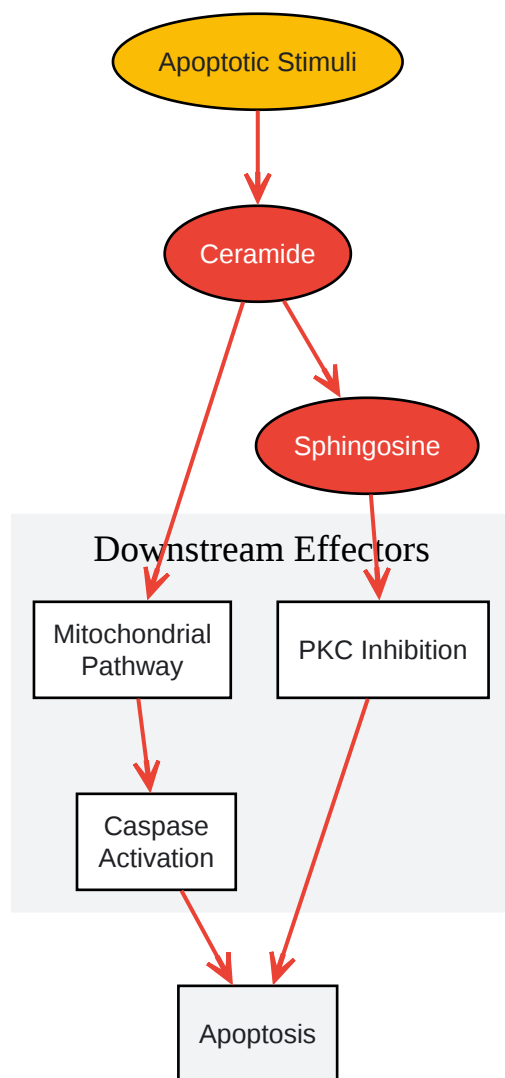 Apoptotic Stimuli
Ceramide
Sphingosine
Downstream Effectors
Mitochondrial
Pathway
PKC Inhibition
Caspase
Activation
Apoptosis